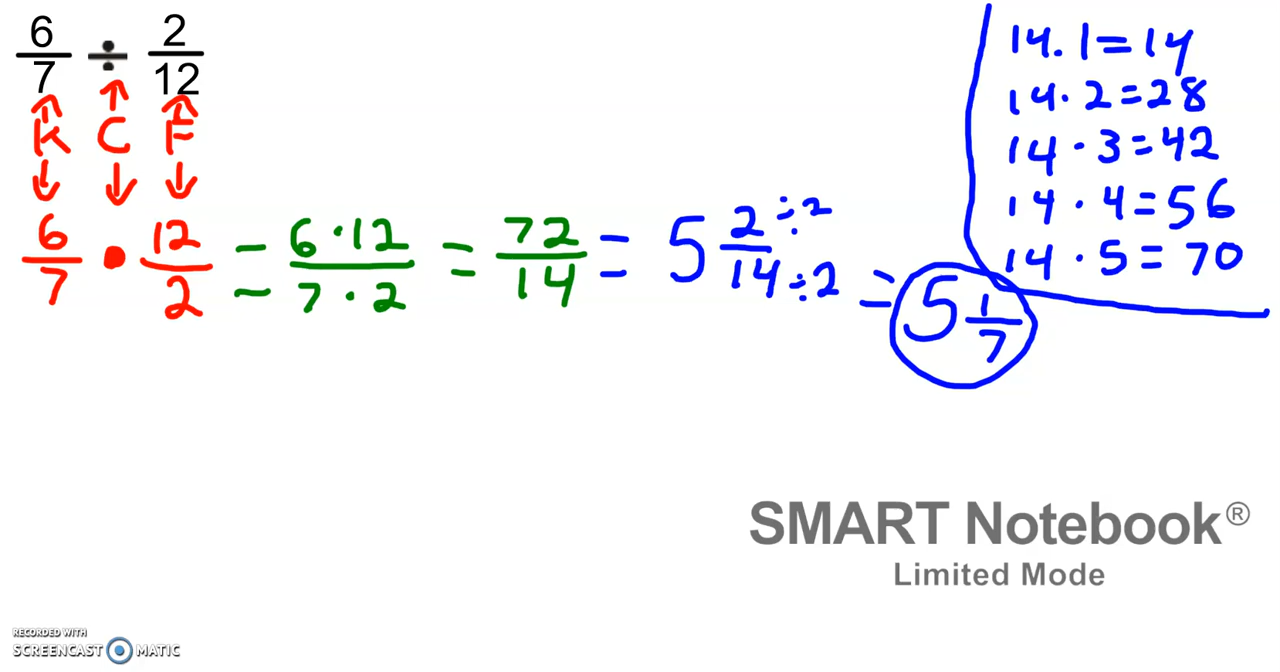 6/7 ÷ 2/12
K C F
6/7 • 12/2 = 6·12/7·2 = 72/14 = 5 2÷2/14÷2 = 5 1/7
14·1=14
14·2=28
14·3=42
14·4=56
14·5=70
SMART Notebook®
Limited Mode
RECORDED WITH
SCREENCAST MATIC